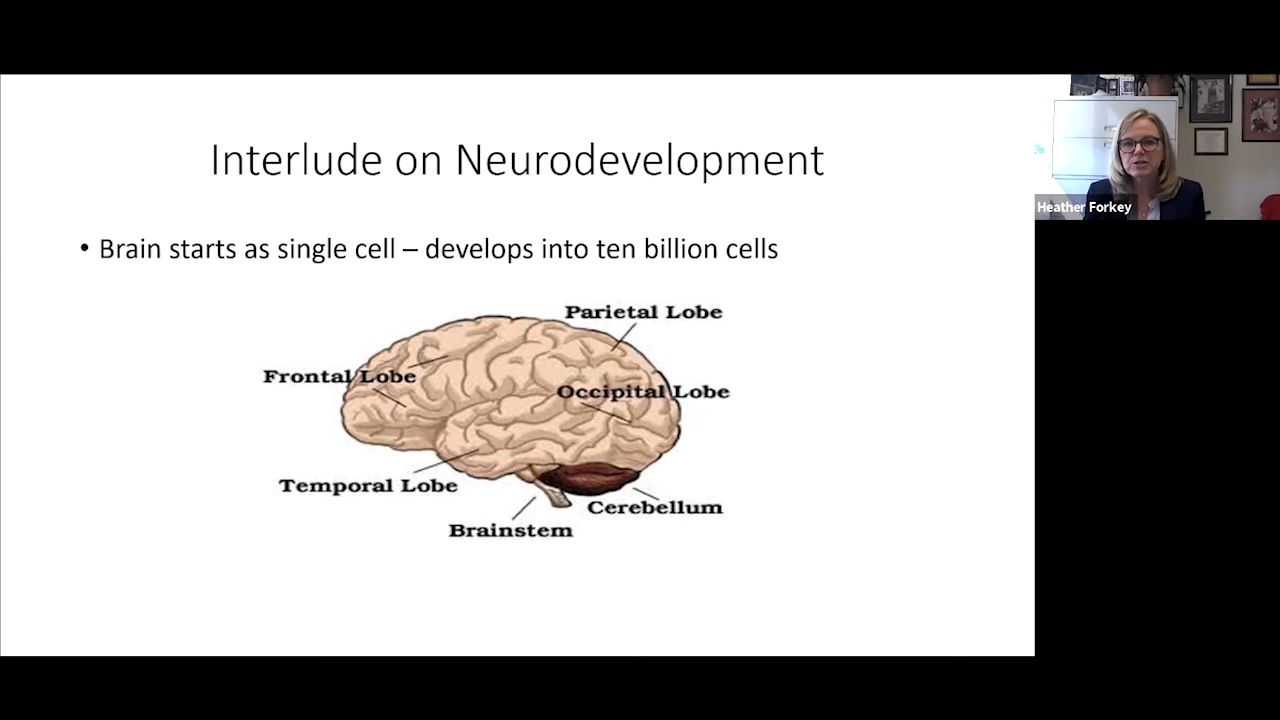 Interlude on Neurodevelopment
Heather Forkey
• Brain starts as single cell – develops into ten billion cells
Parietal Lobe
Frontal Lobe
Occipital Lobe
Temporal Lobe
Cerebellum
Brainstem